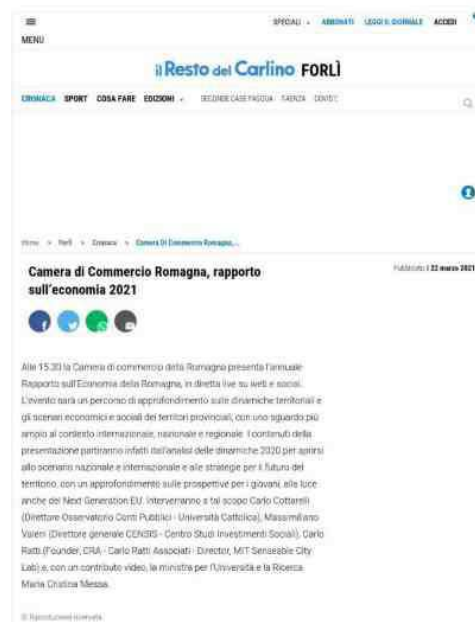 SPECIALI ABBONATI LEGGI IL GIORNALE ACCEDI
MENU
il Resto del Carlino FORLÌ
CRONACA SPORT COSA FARE EDIZIONI SECONDE CASE PASQUA FAENZA COVID
Home > Forlì > Cronaca > Camera Di Commercio Romagna,...
Camera di Commercio Romagna, rapporto
sull'economia 2021
Pubblicato il 22 marzo 2021
Alle 15.30 la Camera di commercio della Romagna presenta l'annuale
Rapporto sull'Economia della Romagna, in diretta live su web e social.
L'evento sarà un percorso di approfondimento sulle dinamiche territoriali e
gli scenari economici e sociali dei territori provinciali, con uno sguardo più
ampio al contesto internazionale, nazionale e regionale. I contenuti della
presentazione partiranno infatti dall'analisi delle dinamiche 2020 per aprirsi
allo scenario nazionale e internazionale e alle strategie per il futuro del
territorio, con un approfondimento sulle prospettive per i giovani, alla luce
anche del Next Generation EU. Interverranno a tal scopo Carlo Cottarelli
(Direttore Osservatorio Conti Pubblici - Università Cattolica), Massimiliano
Valerii (Direttore generale CENSIS - Centro Studi Investimenti Sociali), Carlo
Ratti (Founder, CRA - Carlo Ratti Associati - Director, MIT Senseable City
Lab) e, con un contributo video, la ministra per l'Università e la Ricerca
Maria Cristina Messa.
© Riproduzione riservata